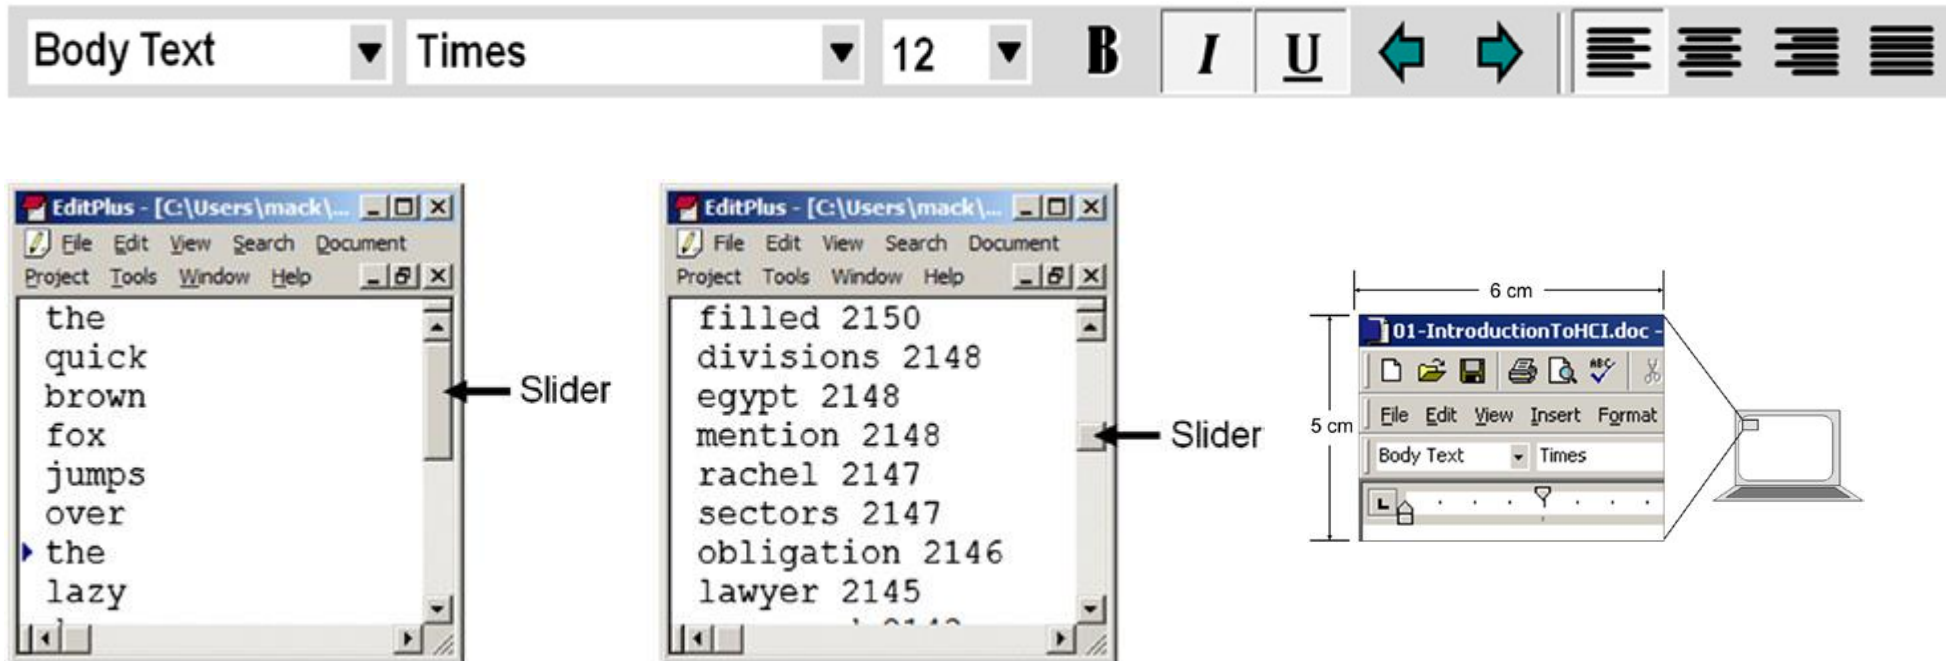 Body Text Times 12 B I U
EditPlus - [C:\Users\mack\...
File Edit View Search Document
Project Tools Window Help
the
quick
brown
fox
jumps
over
the
lazy
Slider
EditPlus - [C:\Users\mack\...
File Edit View Search Document
Project Tools Window Help
filled 2150
divisions 2148
egypt 2148
mention 2148
rachel 2147
sectors 2147
obligation 2146
lawyer 2145
Slider
6 cm
5 cm
01-IntroductionToHCI.doc -
ABC
File Edit View Insert Format
Body Text Times
L